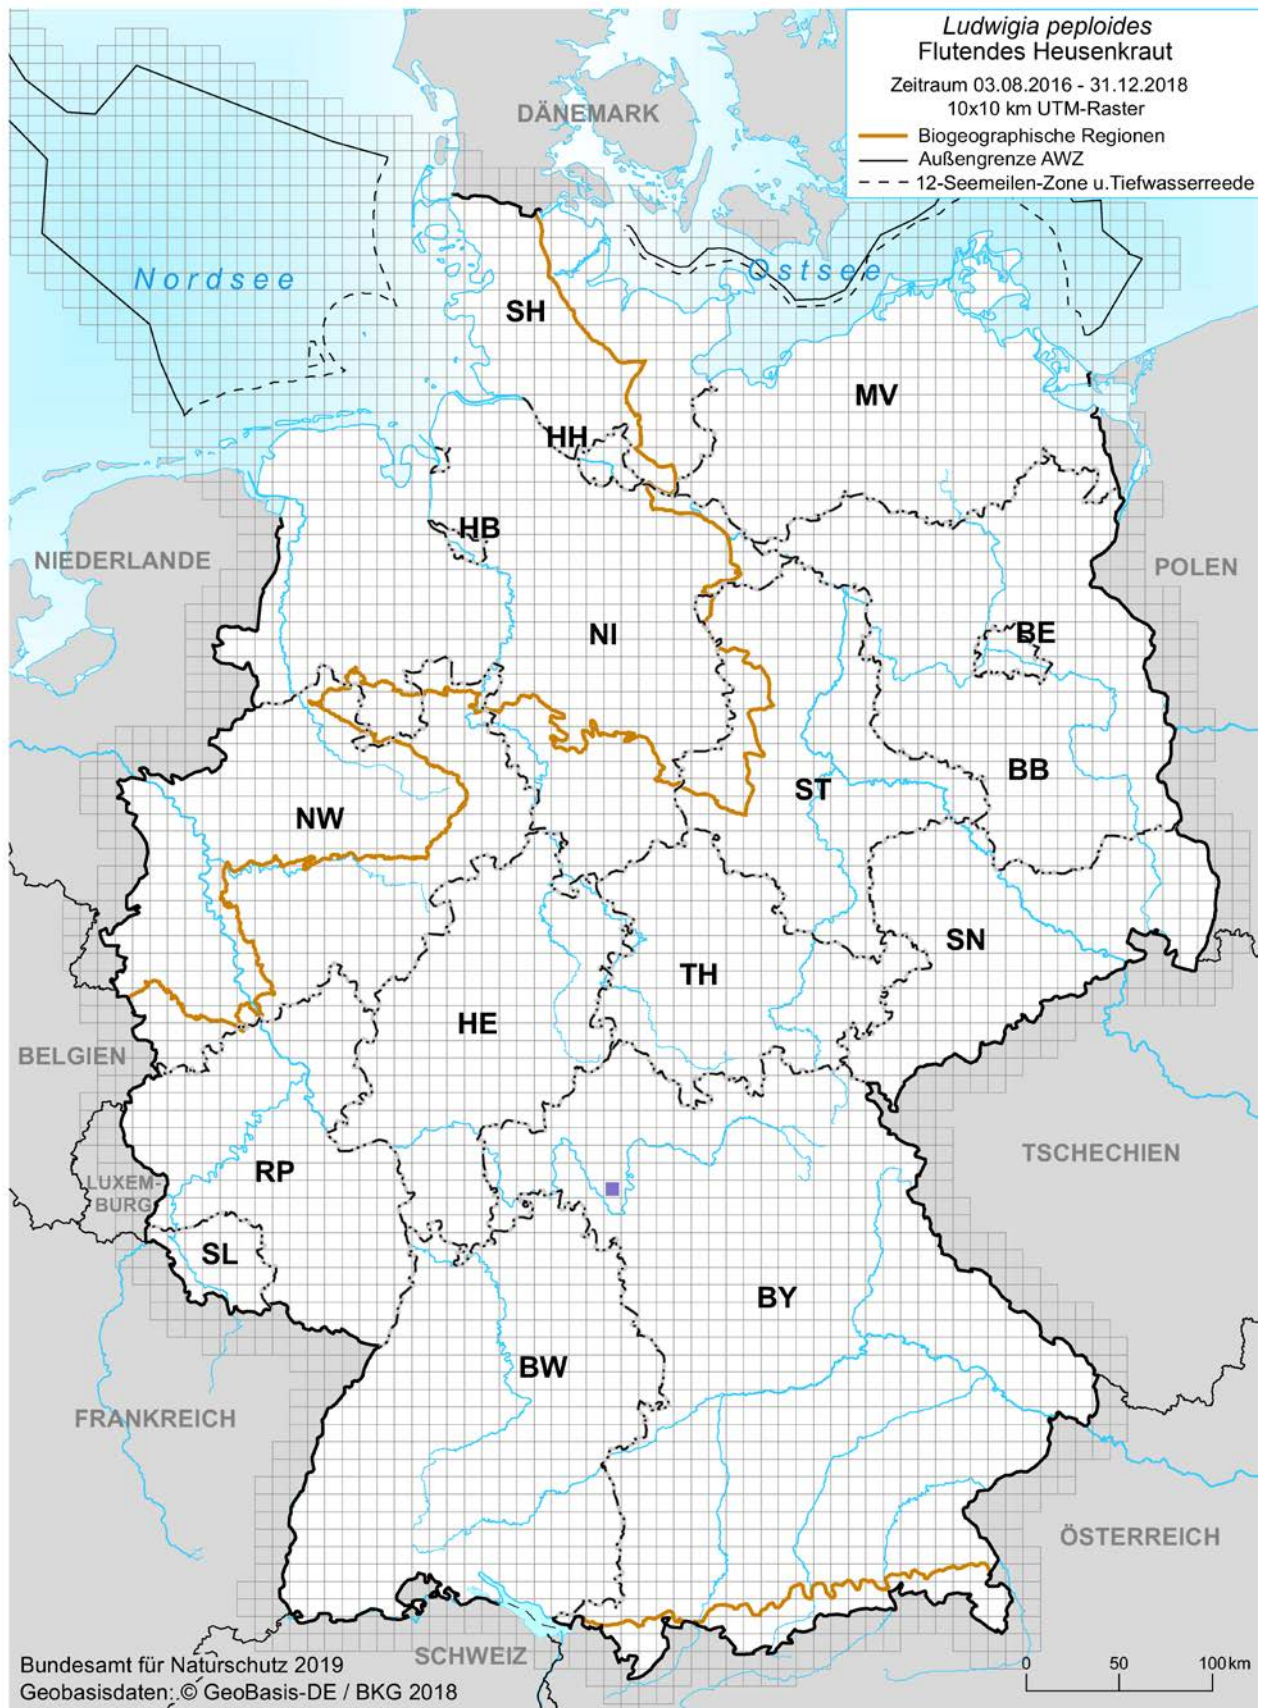 Ludwigia peploides
Flutendes Heusenkraut
Zeitraum 03.08.2016 - 31.12.2018
10x10 km UTM-Raster
Biogeographische Regionen
Außengrenze AWZ
12-Seemeilen-Zone u.Tiefwasserreede
DÄNEMARK
Nordsee
Ostsee
SH
MV
HH
HB
NIEDERLANDE
POLEN
NI
BE
BB
ST
NW
SN
TH
HE
BELGIEN
TSCHECHIEN
RP
LUXEM-
BURG
SL
BY
BW
FRANKREICH
ÖSTERREICH
SCHWEIZ
Bundesamt für Naturschutz 2019
Geobasisdaten:.© GeoBasis-DE / BKG 2018
0 50 100 km